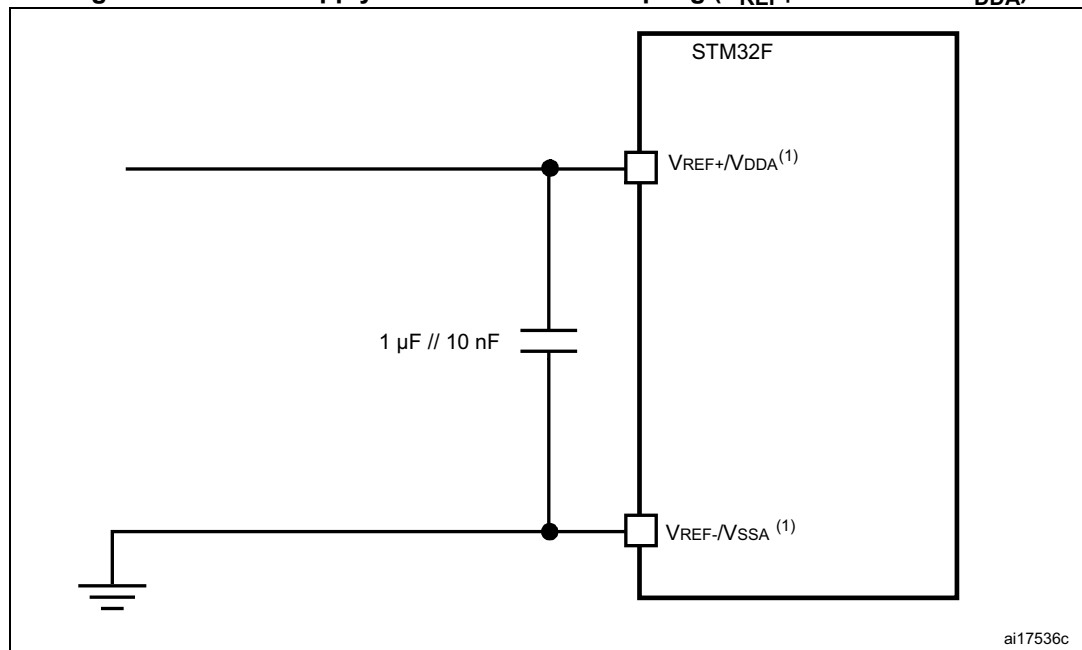 STM32F
VREF+/VDDA(1)
1 µF // 10 nF
VREF-/VSSA (1)
ai17536c